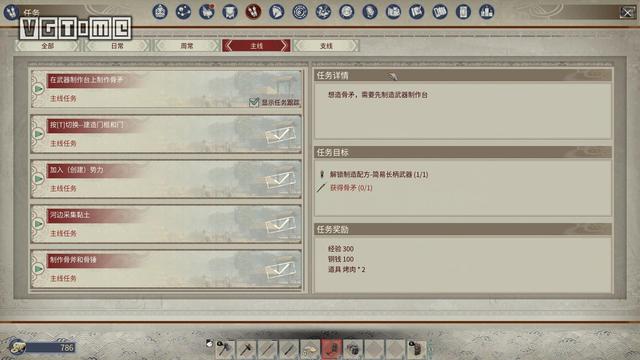 任务
VGTIME
全部
日常
周常
主线
支线
在武器制作台上制作骨矛
主线任务
显示任务跟踪
按[T]切换--建造门框和门
主线任务
加入（创建）势力
主线任务
河边采集黏土
主线任务
制作骨斧和骨锤
主线任务
任务详情
想造骨矛，需要先制造武器制作台
任务目标
解锁制造配方-简易长柄武器 (1/1)
获得骨矛 (0/1)
任务奖励
经验 300
铜钱 100
道具 烤肉 * 2
786